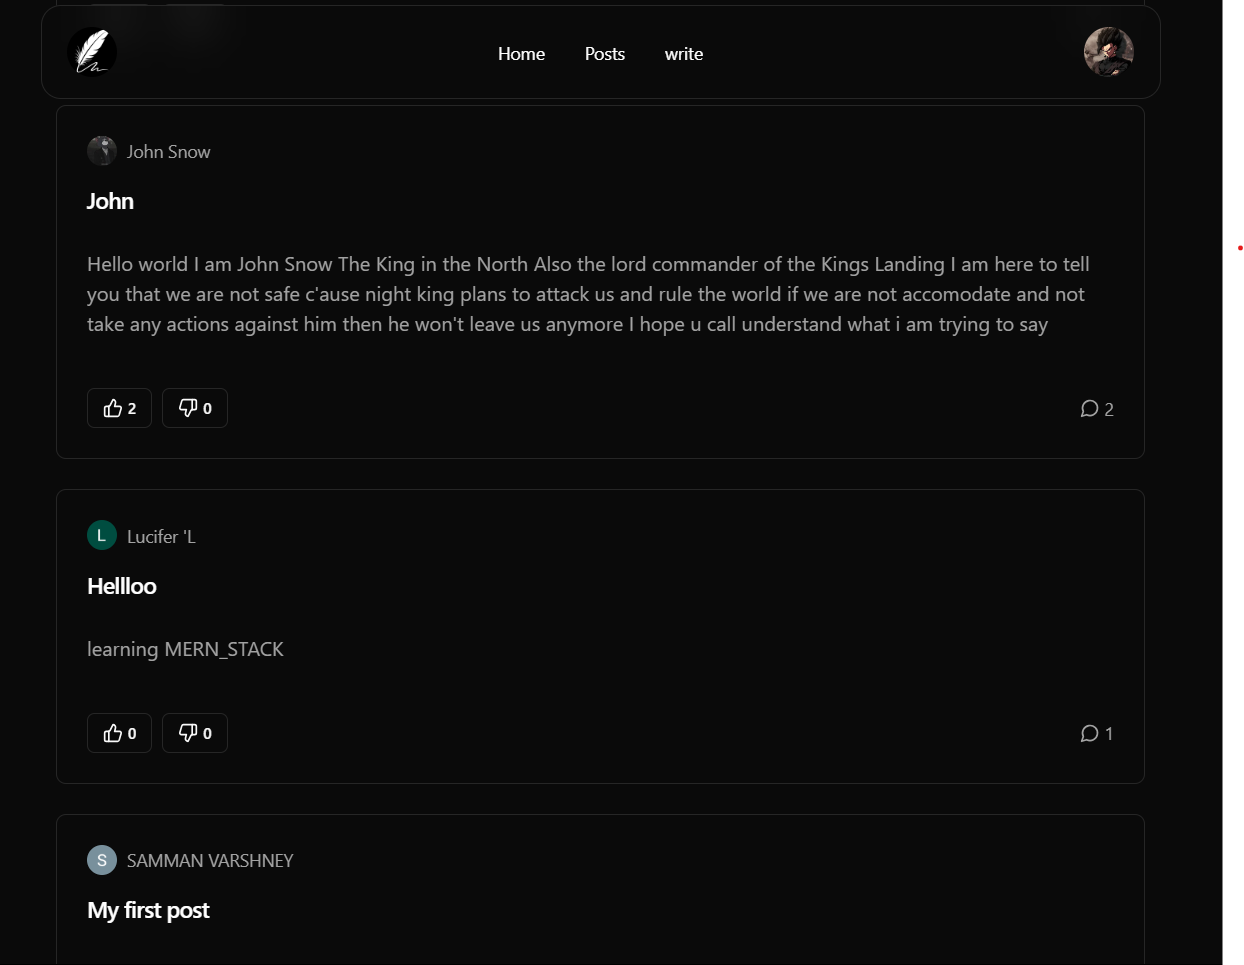 Home Posts write
John Snow
John
Hello world I am John Snow The King in the North Also the lord commander of the Kings Landing I am here to tell
you that we are not safe c'ause night king plans to attack us and rule the world if we are not accomodate and not
take any actions against him then he won't leave us anymore I hope u call understand what i am trying to say
2 0 2
L Lucifer 'L
Hellloo
learning MERN_STACK
0 0 1
S SAMMAN VARSHNEY
My first post